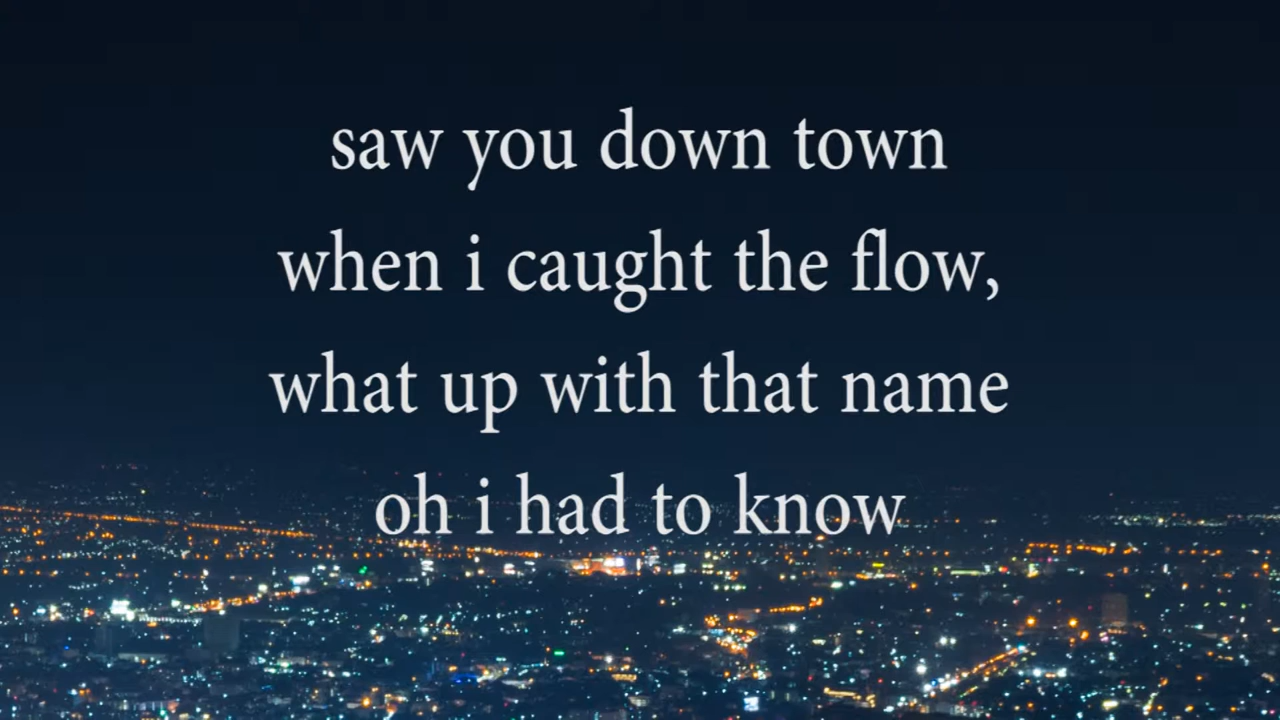 saw you down town
when i caught the flow,
what up with that name
oh i had to know